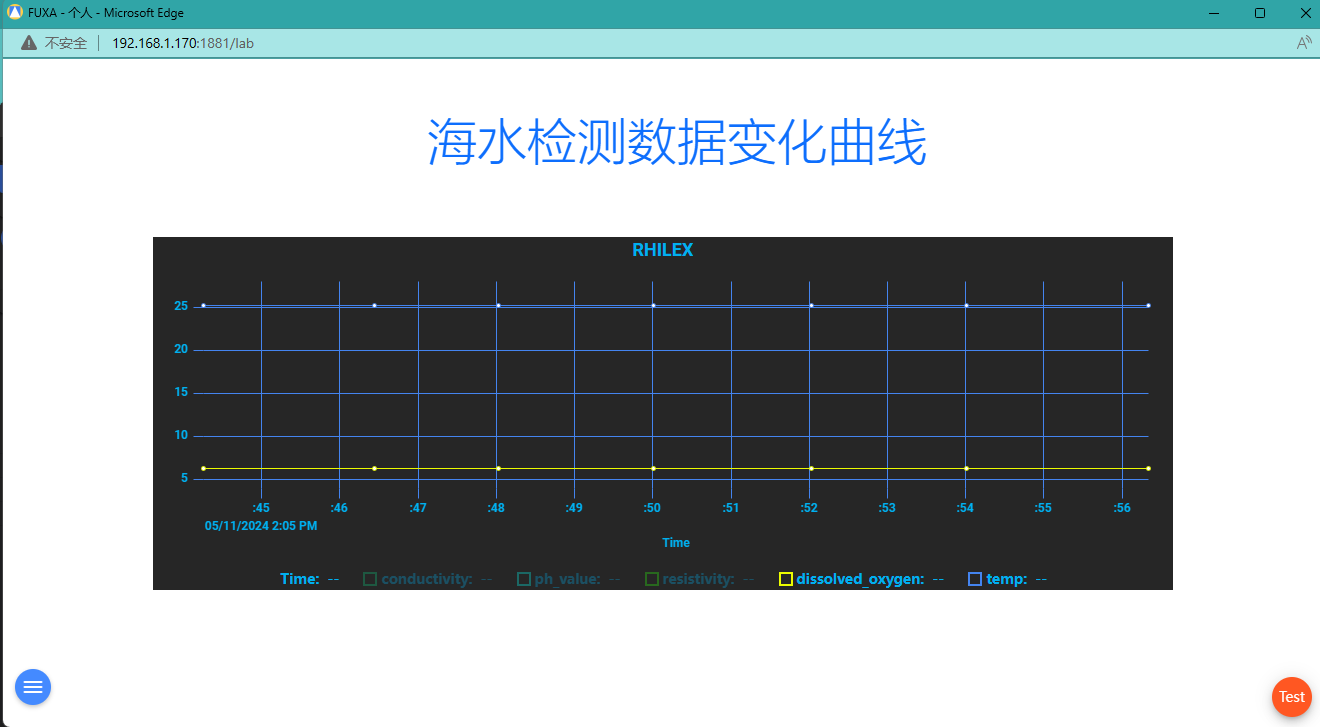 FUXA - 个人 - Microsoft Edge
不安全 192.168.1.170:1881/lab
海水检测数据变化曲线
RHILEX
25
20
15
10
5
:45 :46 :47 :48 :49 :50 :51 :52 :53 :54 :55 :56
05/11/2024 2:05 PM
Time
Time: -- conductivity: -- ph_value: -- resistivity: -- dissolved_oxygen: -- temp: --
Test